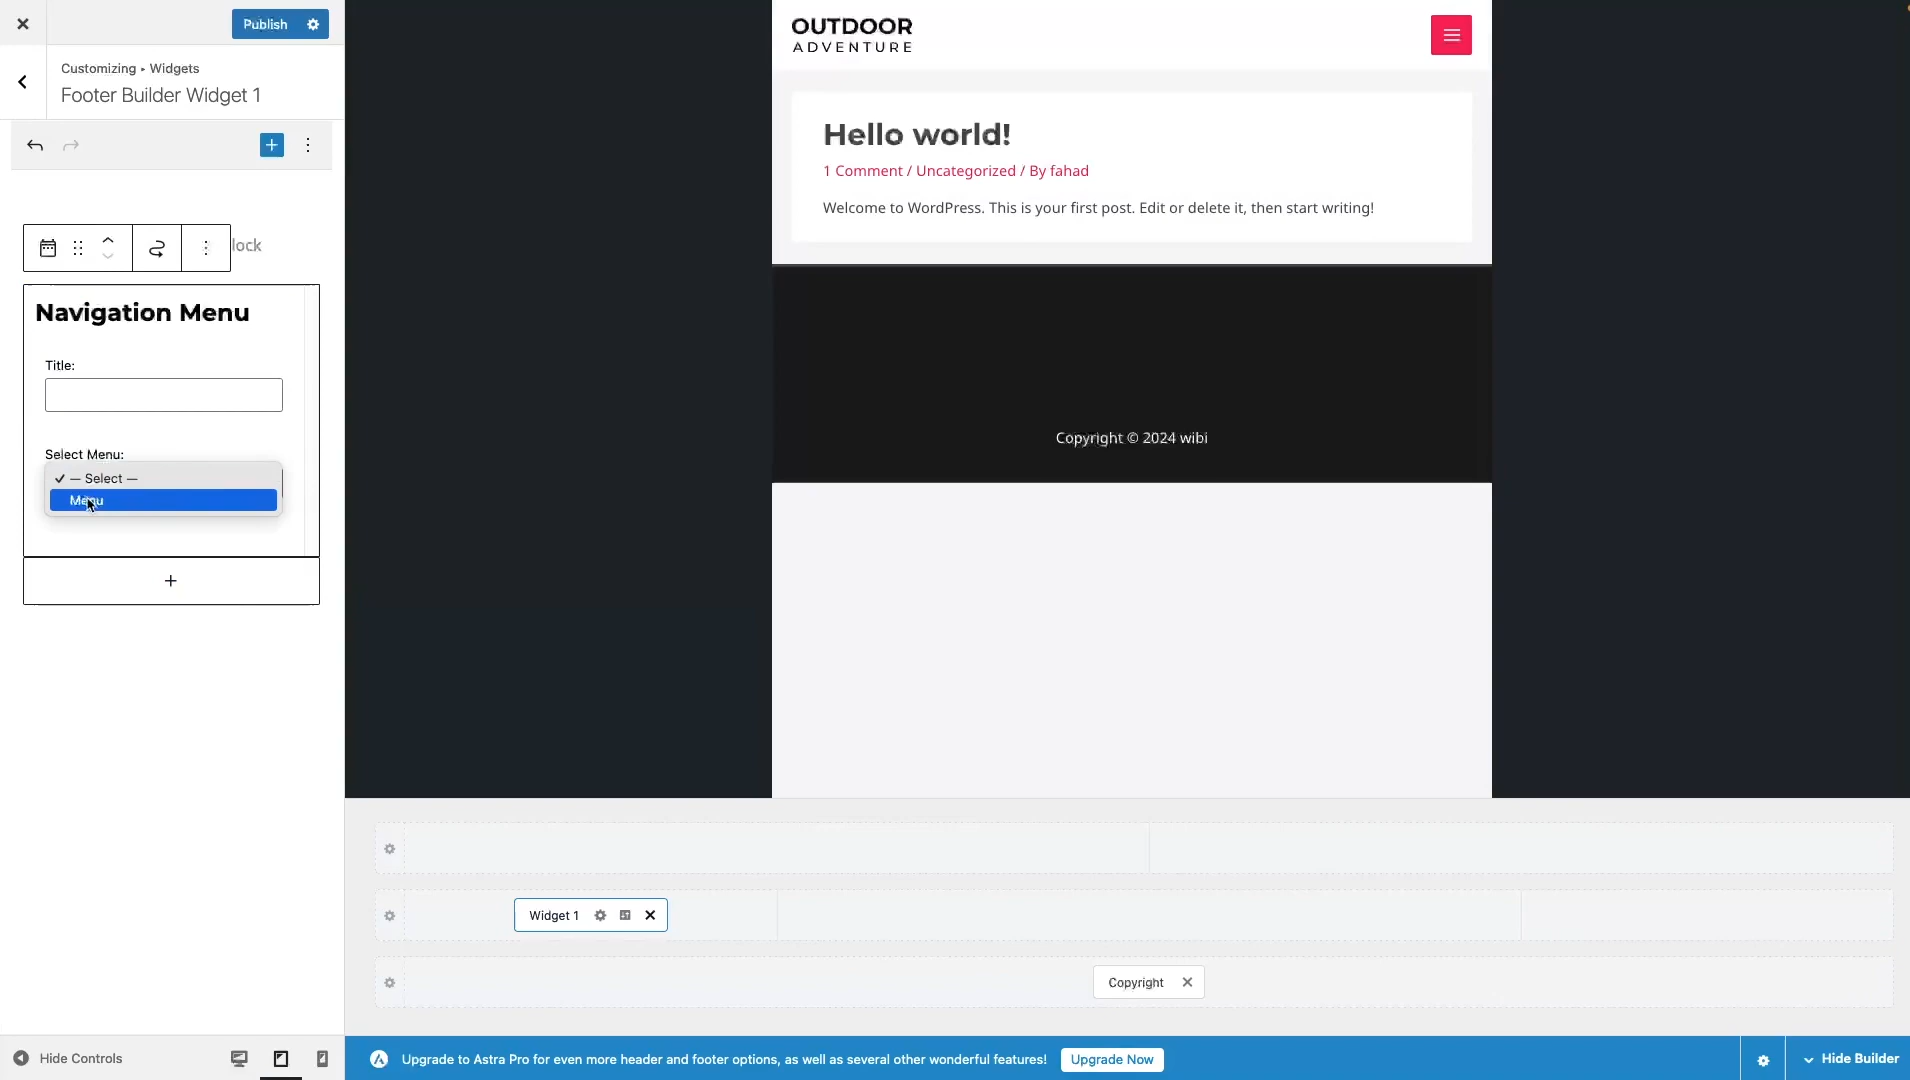 Publish
Customizing ▸ Widgets
Footer Builder Widget 1
lock
Navigation Menu
Title:
Select Menu:
✓ — Select —
Menu
+
Hide Controls
OUTDOOR
ADVENTURE
Hello world!
1 Comment / Uncategorized / By fahad
Welcome to WordPress. This is your first post. Edit or delete it, then start writing!
Copyright © 2024 wibi
Widget 1
Copyright
Upgrade to Astra Pro for even more header and footer options, as well as several other wonderful features!
Upgrade Now
Hide Builder